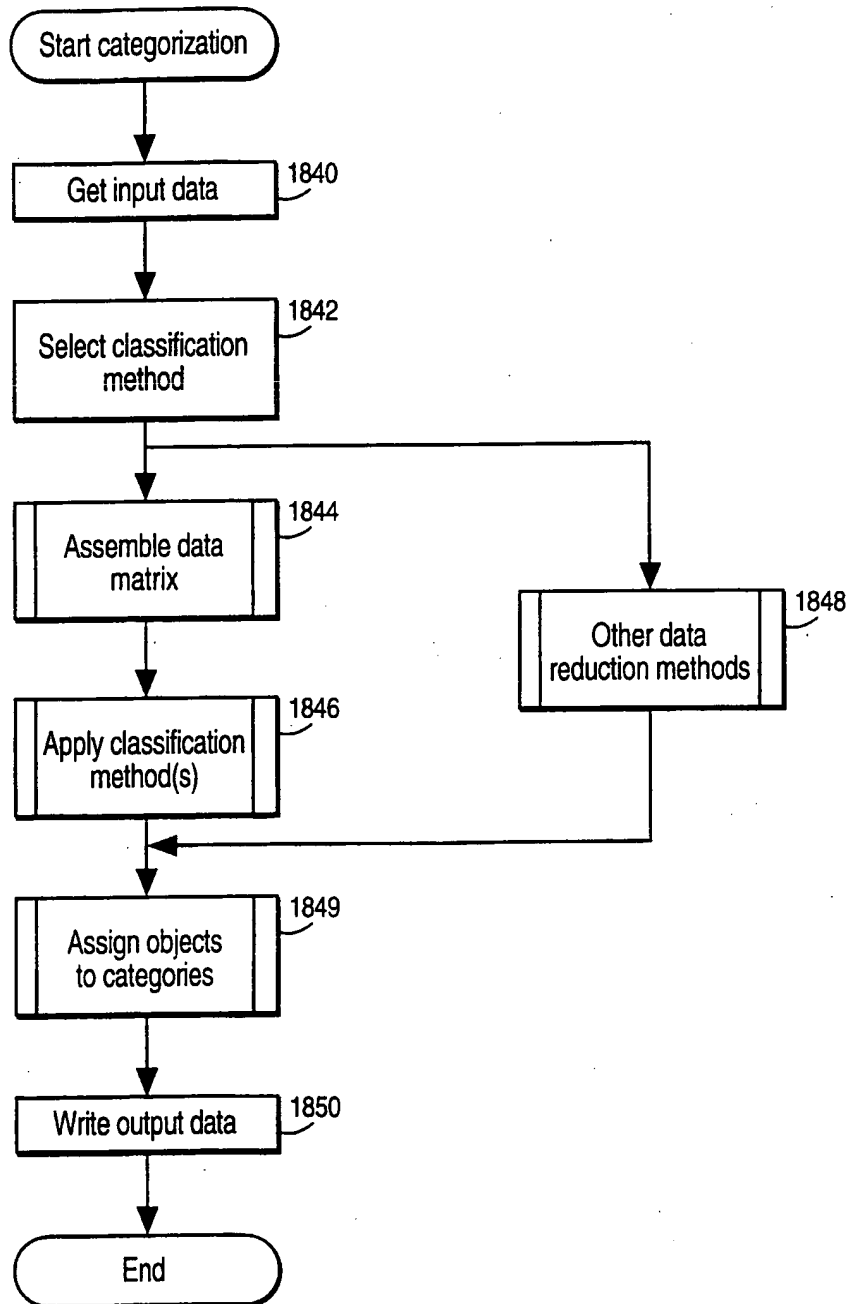 Start categorization
Get input data
1840
Select classification
method
1842
Assemble data
matrix
1844
Other data
reduction methods
1848
Apply classification
method(s)
1846
Assign objects
to categories
1849
Write output data
1850
End